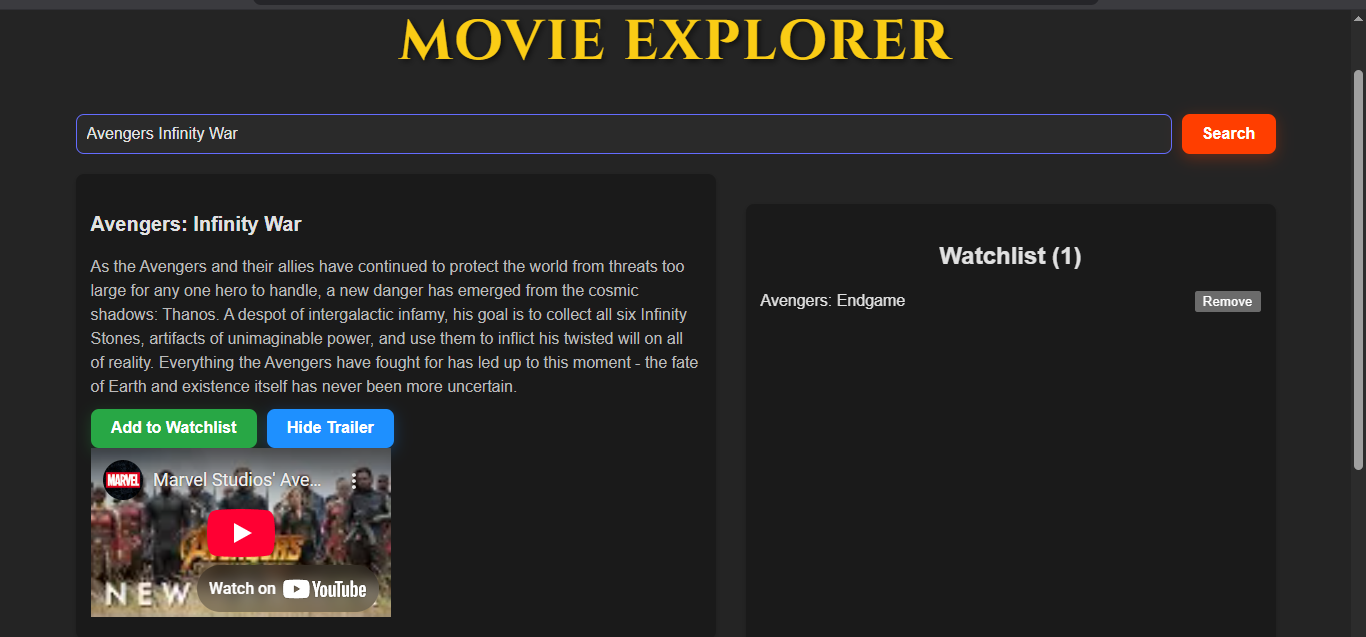 MOVIE EXPLORER
Avengers Infinity War
Search
Avengers: Infinity War
As the Avengers and their allies have continued to protect the world from threats too
large for any one hero to handle, a new danger has emerged from the cosmic
shadows: Thanos. A despot of intergalactic infamy, his goal is to collect all six Infinity
Stones, artifacts of unimaginable power, and use them to inflict his twisted will on all
of reality. Everything the Avengers have fought for has led up to this moment - the fate
of Earth and existence itself has never been more uncertain.
Add to Watchlist
Hide Trailer
MARVEL
Marvel Studios' Ave...
AVENGERS
NEW
Watch on YouTube
Watchlist (1)
Avengers: Endgame
Remove